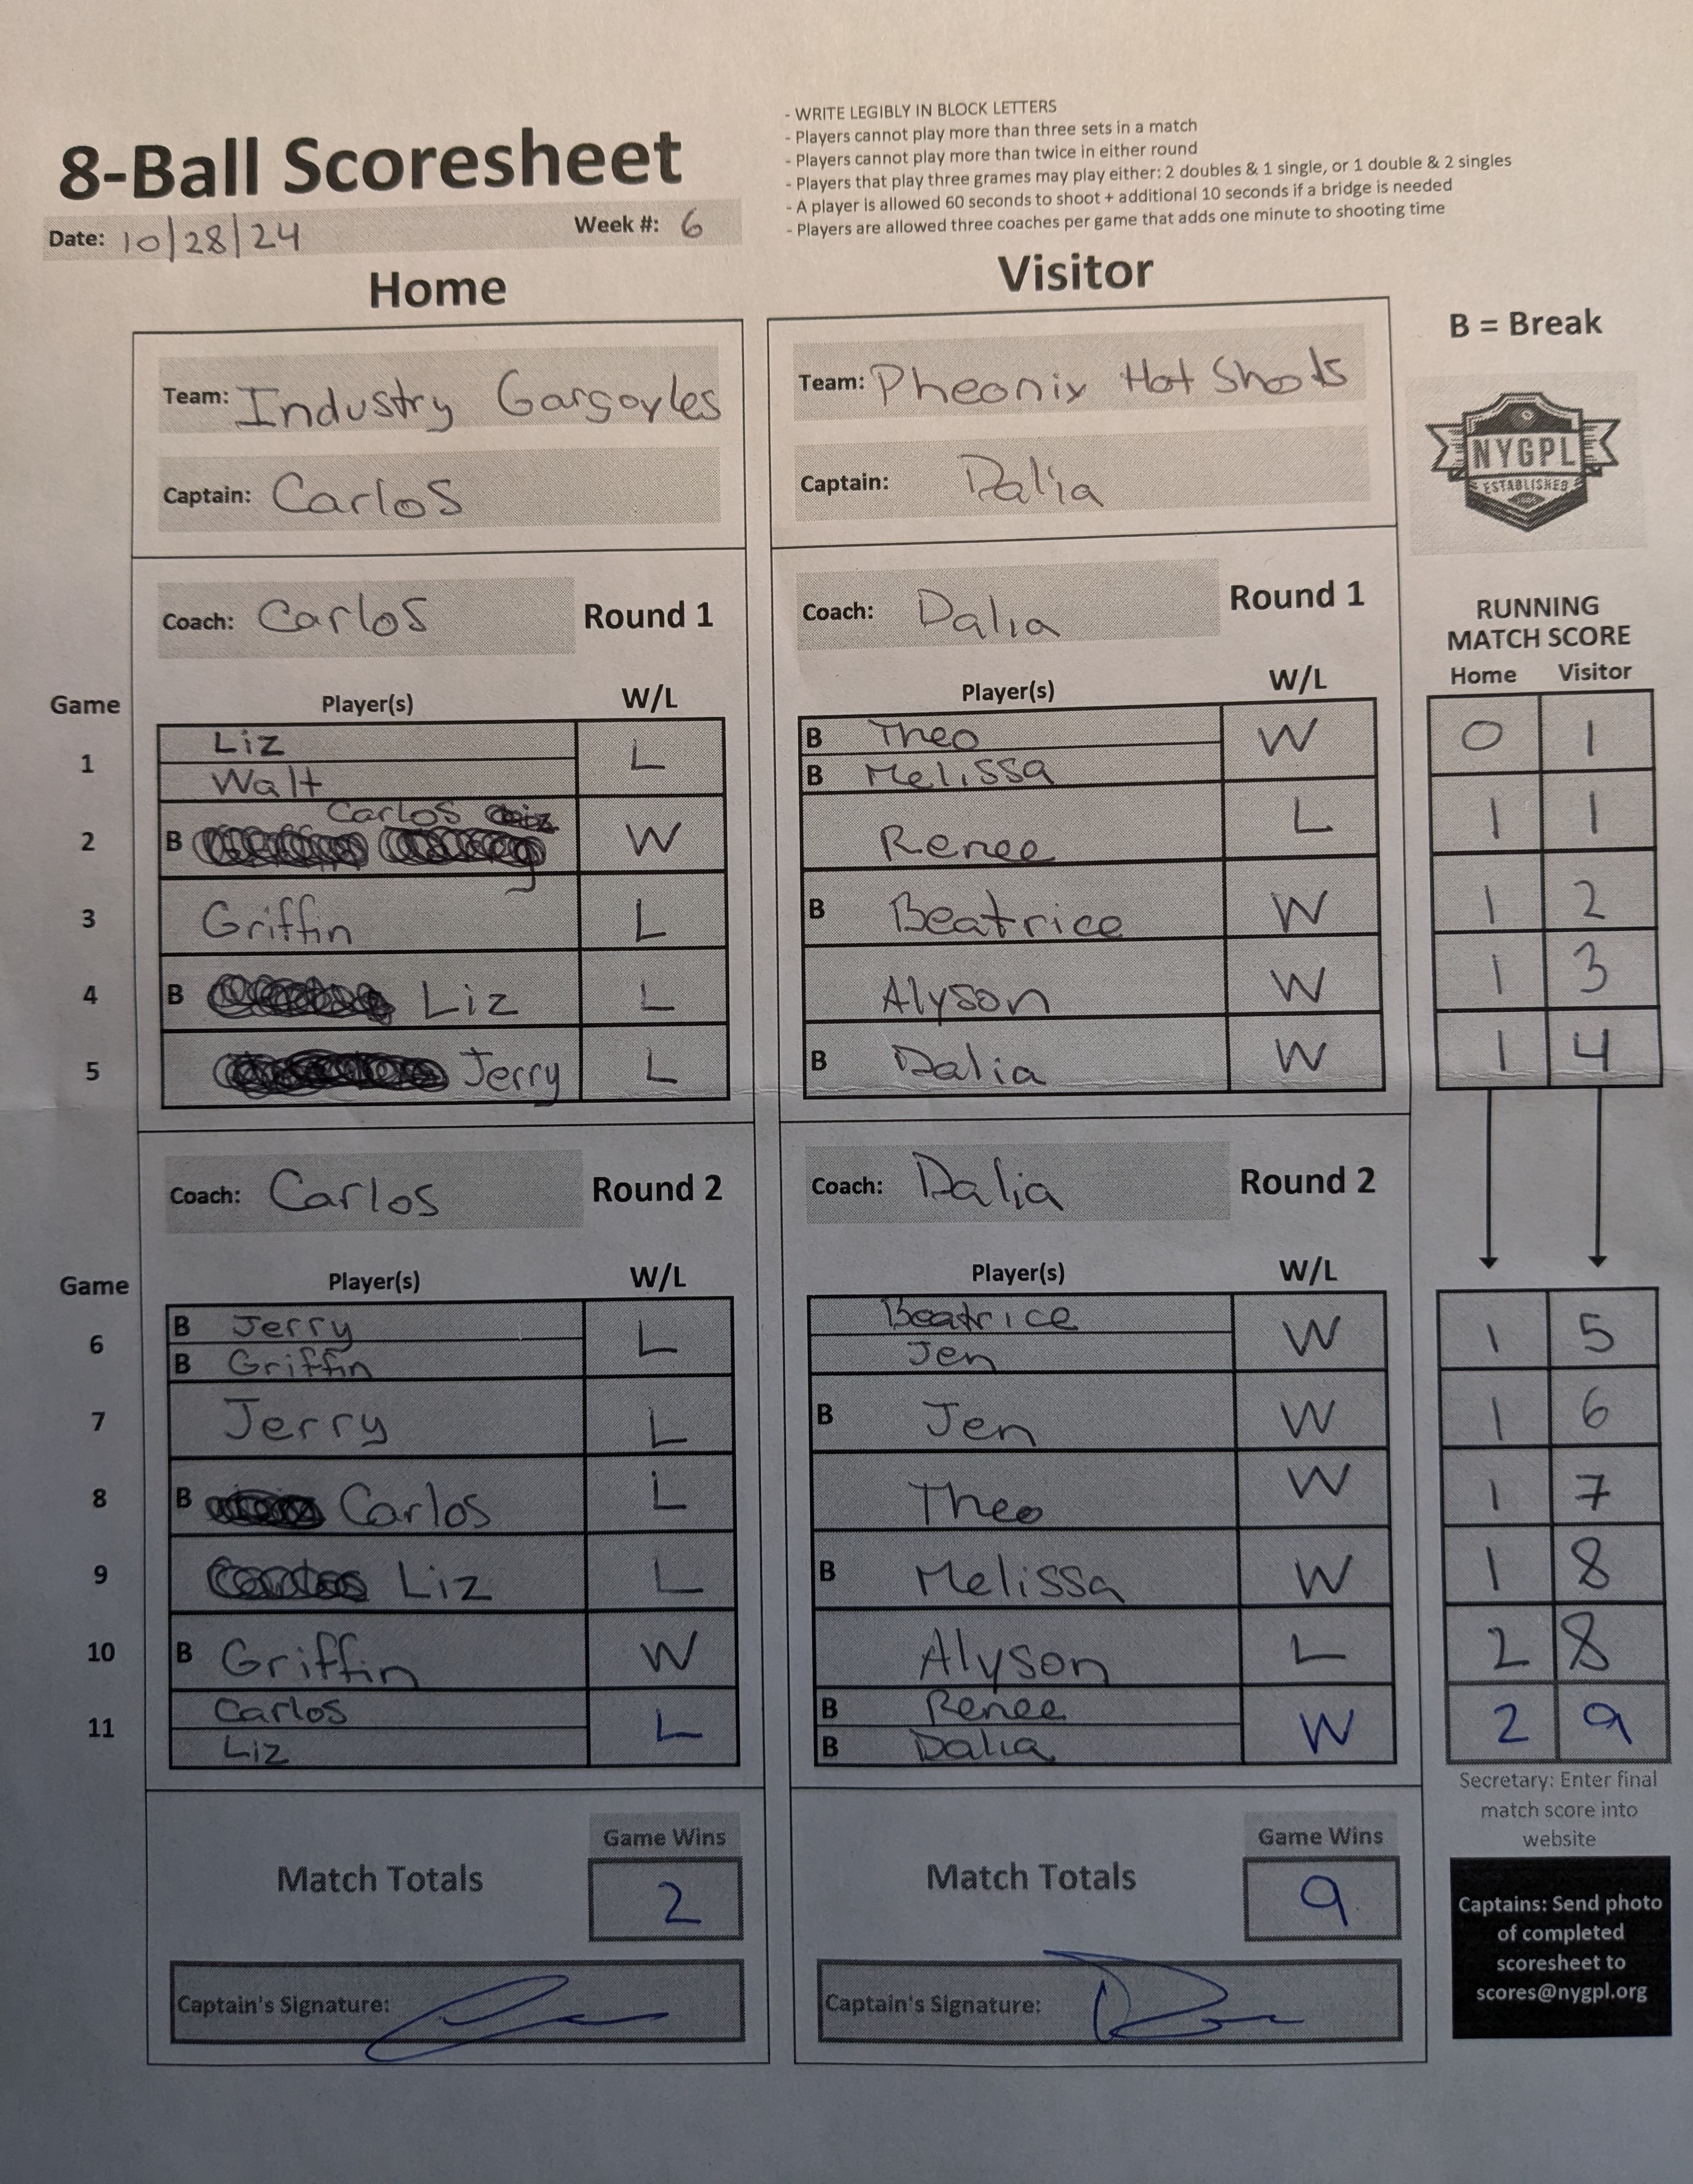 - WRITE LEGIBLY IN BLOCK LETTERS
- Players cannot play more than three sets in a match
- Players cannot play more than twice in either round
- Players that play three grames may play either: 2 doubles & 1 single, or 1 double & 2 singles
- A player is allowed 60 seconds to shoot + additional 10 seconds if a bridge is needed
- Players are allowed three coaches per game that adds one minute to shooting time
8-Ball Scoresheet
Date: 10/28/24 Week #: 6
Home Visitor
B = Break
Team: Industry Gargoyles Team: Pheonix Hot Shots
Captain: Carlos Captain: Dalia
NYGPL
ESTABLISHED
Coach: Carlos Round 1 Coach: Dalia Round 1
RUNNING
MATCH SCORE
Game Player(s) W/L Player(s) W/L Home Visitor
1 Liz L B Theo W 0 1
Walt B Melissa
2 B Carlos W Renee L 1 1
3 Griffin L B Beatrice W 1 2
4 B Liz L Alyson W 1 3
5 Jerry L B Dalia W 1 4
Coach: Carlos Round 2 Coach: Dalia Round 2
Game Player(s) W/L Player(s) W/L
6 B Jerry L Beatrice W 1 5
B Griffin Jen
7 Jerry L B Jen W 1 6
8 B Carlos L Theo W 1 7
9 Liz L B Melissa W 1 8
10 B Griffin W Alyson L 2 8
11 Carlos L B Renee W 2 9
Liz B Dalia
Secretary: Enter final
match score into
website
Game Wins Game Wins
Match Totals 2 Match Totals 9
Captains: Send photo
of completed
scoresheet to
scores@nygpl.org
Captain's Signature: Captain's Signature: